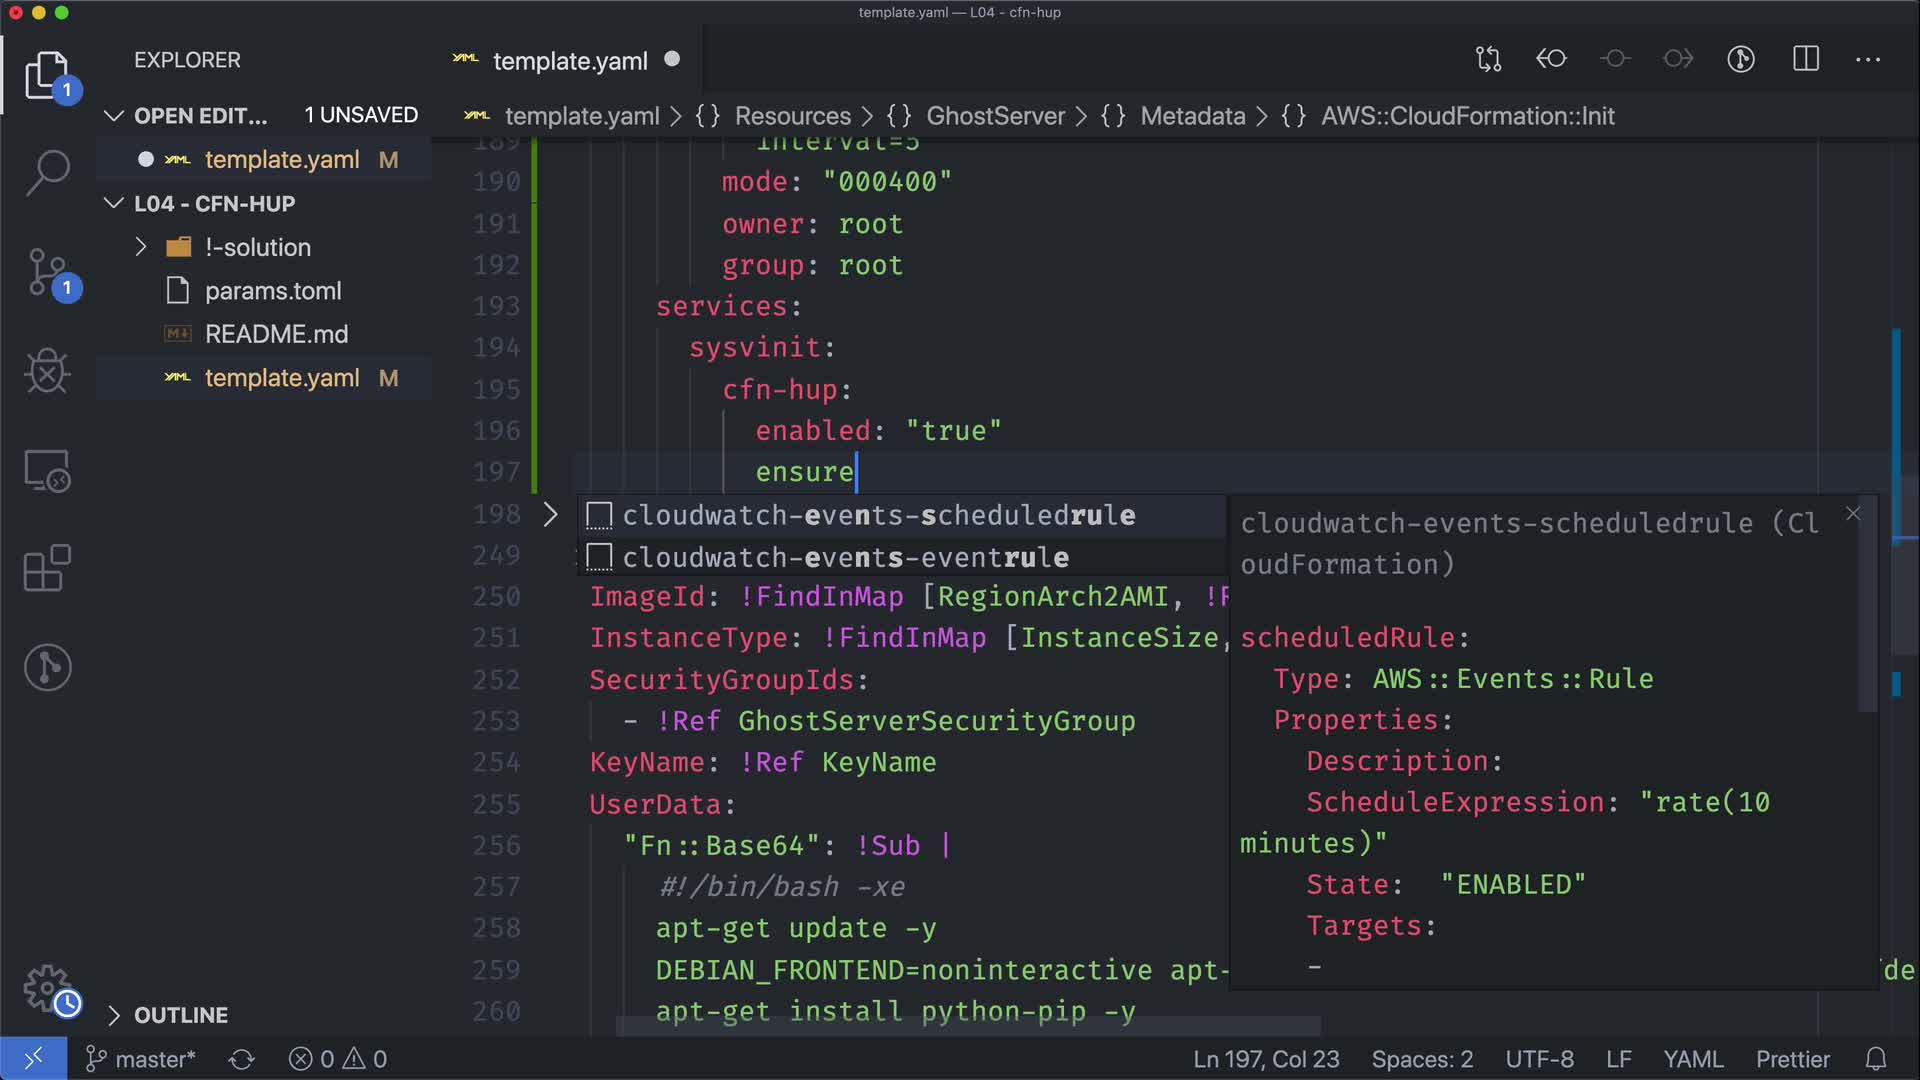 template.yaml — L04 - cfn-hup
EXPLORER
template.yaml
1
OPEN EDIT... 1 UNSAVED
template.yaml > {} Resources > {} GhostServer > {} Metadata > {} AWS::CloudFormation::Init
template.yaml M
L04 - CFN-HUP
!-solution
params.toml
README.md
template.yaml M
1
189 interval=5
190 mode: "000400"
191 owner: root
192 group: root
193 services:
194 sysvinit:
195 cfn-hup:
196 enabled: "true"
197 ensure
198
249
cloudwatch-events-scheduledrule
cloudwatch-events-eventrule
250 ImageId: !FindInMap [RegionArch2AMI, !R
251 InstanceType: !FindInMap [InstanceSize,
252 SecurityGroupIds:
253 - !Ref GhostServerSecurityGroup
254 KeyName: !Ref KeyName
255 UserData:
256 "Fn::Base64": !Sub |
257 #!/bin/bash -xe
258 apt-get update -y
259 DEBIAN_FRONTEND=noninteractive apt-
260 apt-get install python-pip -y
cloudwatch-events-scheduledrule (Cl
oudFormation)
scheduledRule:
Type: AWS::Events::Rule
Properties:
Description:
ScheduleExpression: "rate(10
minutes)"
State: "ENABLED"
Targets:
-
de
OUTLINE
master* 0 0
Ln 197, Col 23 Spaces: 2 UTF-8 LF YAML Prettier